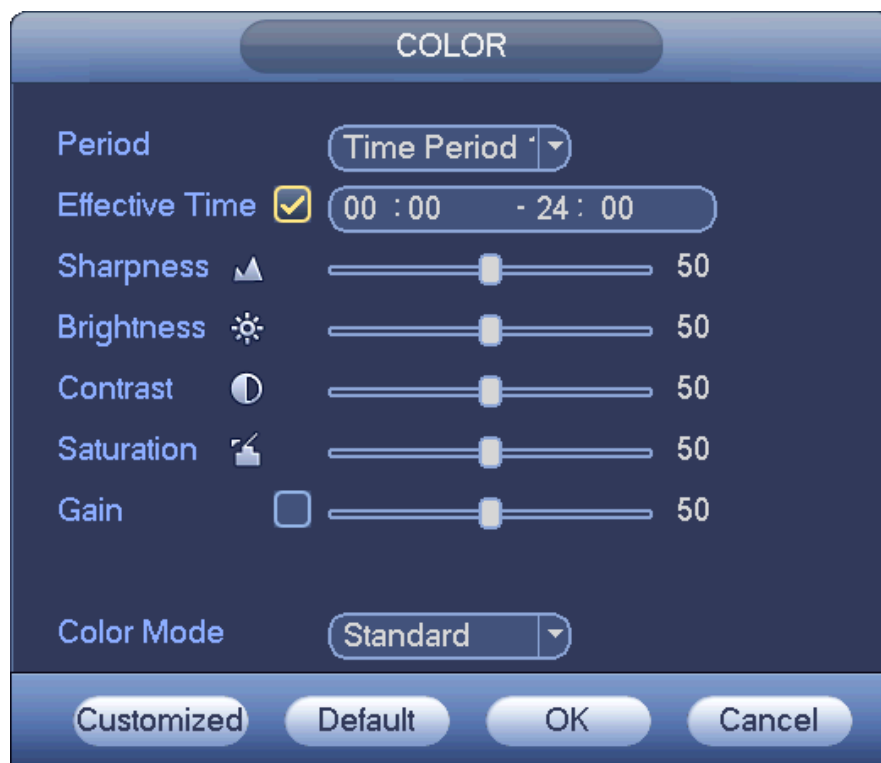 COLOR
Period Time Period
Effective Time 00 : 00 - 24 : 00
Sharpness 50
Brightness 50
Contrast 50
Saturation 50
Gain 50
Color Mode Standard
Customized Default OK Cancel